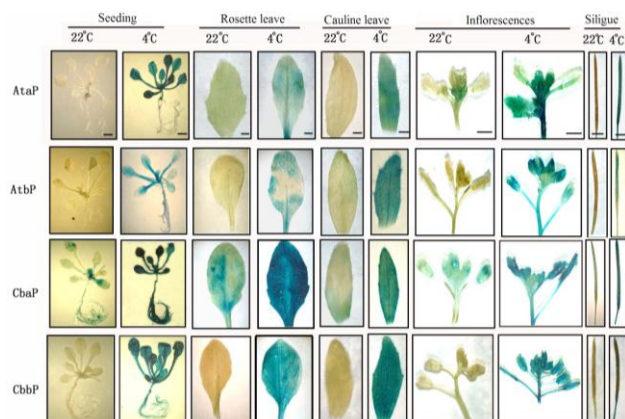 Seeding Rosette leave Cauline leave Inflorescences Siligue
22℃ 4℃ 22℃ 4℃ 22℃ 4℃ 22℃ 4℃ 22℃ 4℃
AtaP
AtbP
CbaP
CbbP